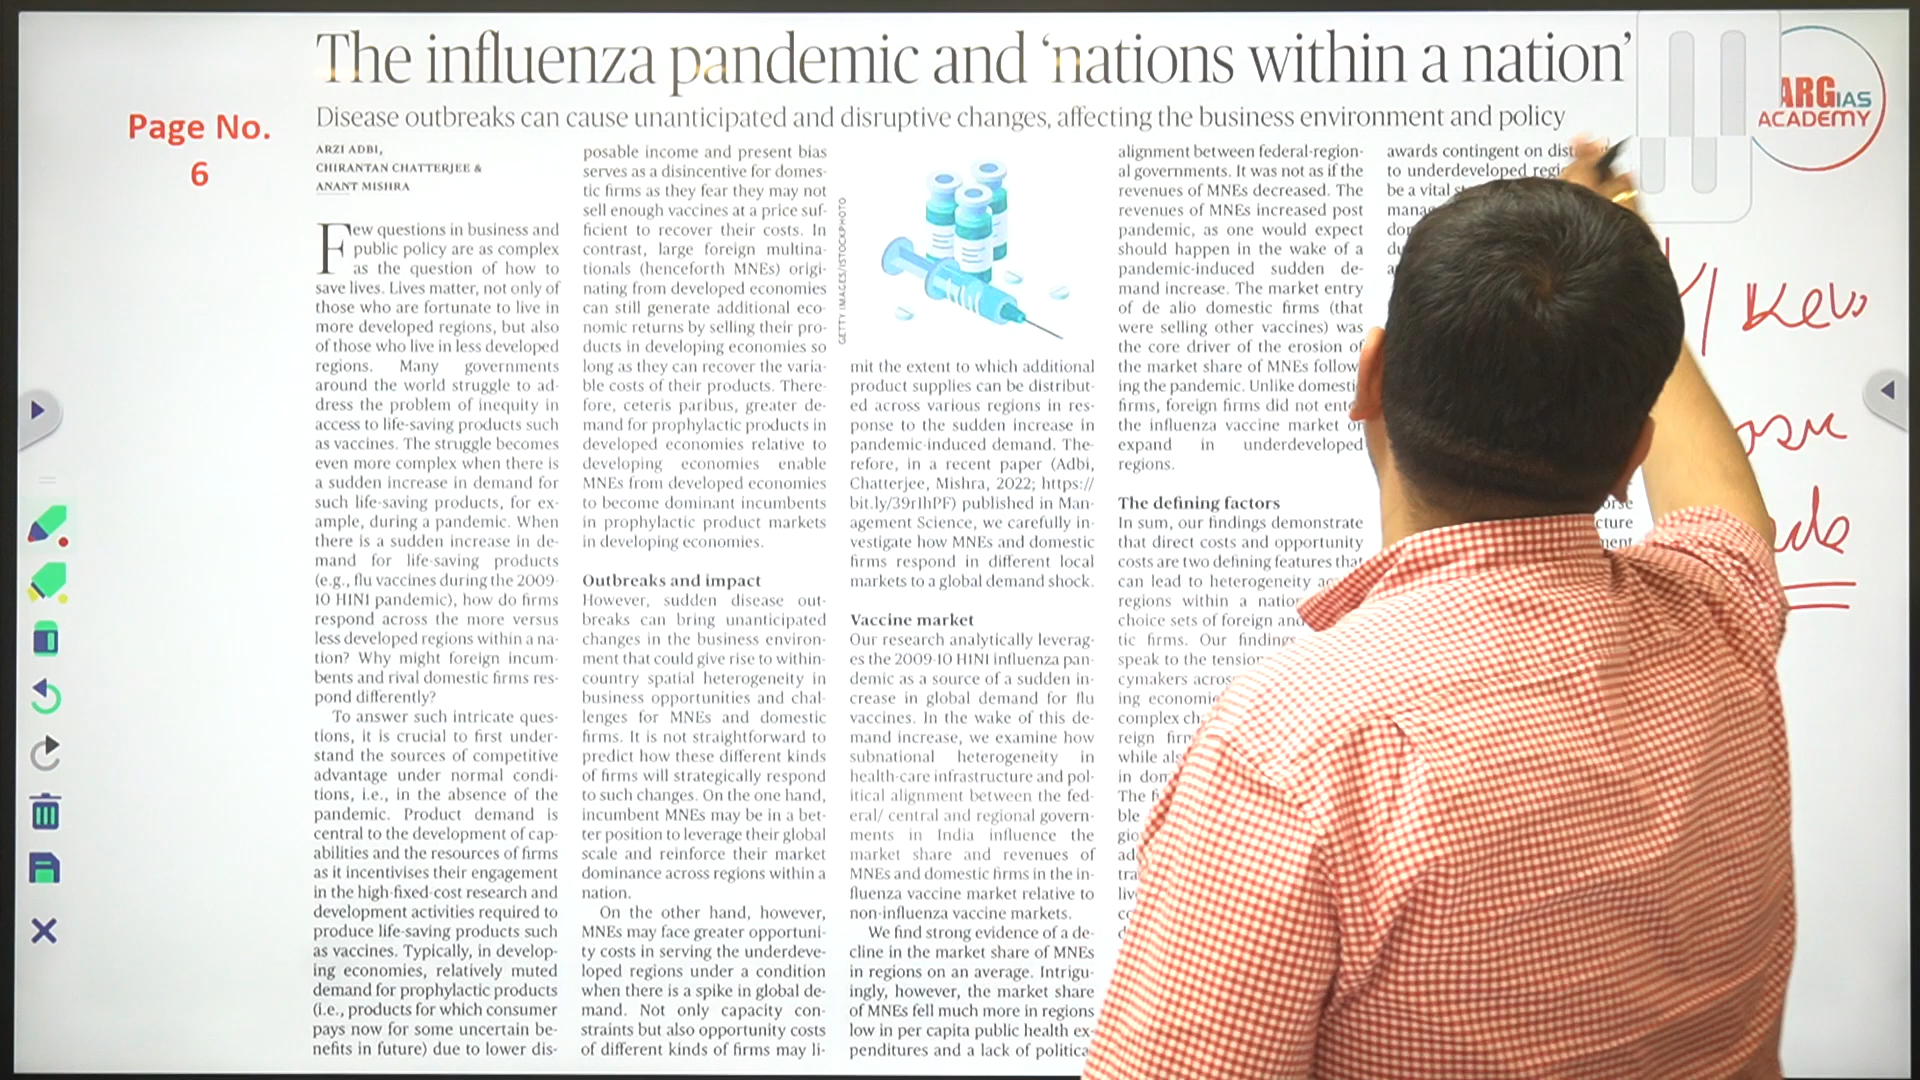 The influenza pandemic and ‘nations within a nation’
Disease outbreaks can cause unanticipated and disruptive changes, affecting the business environment and policy
Page No.
6
ARG IAS
ACADEMY
ARZI ADBI,
CHIRANTAN CHATTERJEE &
ANANT MISHRA
Few questions in business and
public policy are as complex
as the question of how to
save lives. Lives matter, not only of
those who are fortunate to live in
more developed regions, but also
of those who live in less developed
regions. Many governments
around the world struggle to ad-
dress the problem of inequity in
access to life-saving products such
as vaccines. The struggle becomes
even more complex when there is
a sudden increase in demand for
such life-saving products, for ex-
ample, during a pandemic. When
there is a sudden increase in de-
mand for life-saving products
(e.g., flu vaccines during the 2009-
10 H1N1 pandemic), how do firms
respond across the more versus
less developed regions within a na-
tion? Why might foreign incum-
bents and rival domestic firms res-
pond differently?
To answer such intricate ques-
tions, it is crucial to first under-
stand the sources of competitive
advantage under normal condi-
tions, i.e., in the absence of the
pandemic. Product demand is
central to the development of cap-
abilities and the resources of firms
as it incentivises their engagement
in the high-fixed-cost research and
development activities required to
produce life-saving products such
as vaccines. Typically, in develop-
ing economies, relatively muted
demand for prophylactic products
(i.e., products for which consumer
pays now for some uncertain be-
nefits in future) due to lower dis-
posable income and present bias
serves as a disincentive for domes-
tic firms as they fear they may not
sell enough vaccines at a price suf-
ficient to recover their costs. In
contrast, large foreign multina-
tionals (henceforth MNEs) origi-
nating from developed economies
can still generate additional eco-
nomic returns by selling their pro-
ducts in developing economies so
long as they can recover the varia-
ble costs of their products. There-
fore, ceteris paribus, greater de-
mand for prophylactic products in
developed economies relative to
developing economies enable
MNEs from developed economies
to become dominant incumbents
in prophylactic product markets
in developing economies.
Outbreaks and impact
However, sudden disease out-
breaks can bring unanticipated
changes in the business environ-
ment that could give rise to within-
country spatial heterogeneity in
business opportunities and chal-
lenges for MNEs and domestic
firms. It is not straightforward to
predict how these different kinds
of firms will strategically respond
to such changes. On the one hand,
incumbent MNEs may be in a bet-
ter position to leverage their global
scale and reinforce their market
dominance across regions within a
nation.
On the other hand, however,
MNEs may face greater opportuni-
ty costs in serving the underdeve-
loped regions under a condition
when there is a spike in global de-
mand. Not only capacity con-
straints but also opportunity costs
of different kinds of firms may li-
GETTY IMAGES/ISTOCKPHOTO
mit the extent to which additional
product supplies can be distribut-
ed across various regions in res-
ponse to the sudden increase in
pandemic-induced demand. The-
refore, in a recent paper (Adbi,
Chatterjee, Mishra, 2022; https://
bit.ly/39r1hPF) published in Man-
agement Science, we carefully in-
vestigate how MNEs and domestic
firms respond in different local
markets to a global demand shock.
Vaccine market
Our research analytically leverag-
es the 2009-10 H1N1 influenza pan-
demic as a source of a sudden in-
crease in global demand for flu
vaccines. In the wake of this de-
mand increase, we examine how
subnational heterogeneity in
health-care infrastructure and pol-
itical alignment between the fed-
eral/ central and regional govern-
ments in India influence the
market share and revenues of
MNEs and domestic firms in the in-
fluenza vaccine market relative to
non-influenza vaccine markets.
We find strong evidence of a de-
cline in the market share of MNEs
in regions on an average. Intrigu-
ingly, however, the market share
of MNEs fell much more in regions
low in per capita public health ex-
penditures and a lack of politica
alignment between federal-region-
al governments. It was not as if the
revenues of MNEs decreased. The
revenues of MNEs increased post
pandemic, as one would expect
should happen in the wake of a
pandemic-induced sudden de-
mand increase. The market entry
of de alio domestic firms (that
were selling other vaccines) was
the core driver of the erosion of
the market share of MNEs follow
ing the pandemic. Unlike domesti
firms, foreign firms did not ente
the influenza vaccine market or
expand in underdeveloped
regions.
The defining factors
In sum, our findings demonstrate
that direct costs and opportunity
costs are two defining features that
can lead to heterogeneity
regions within a nation
choice sets of foreign and
tic firms. Our findings
speak to the tension
cymakers across
ing economi
complex ch
reign fir
while als
in dom
The fi
ble
awards contingent on
to underdeveloped
be a vital
cture
ment